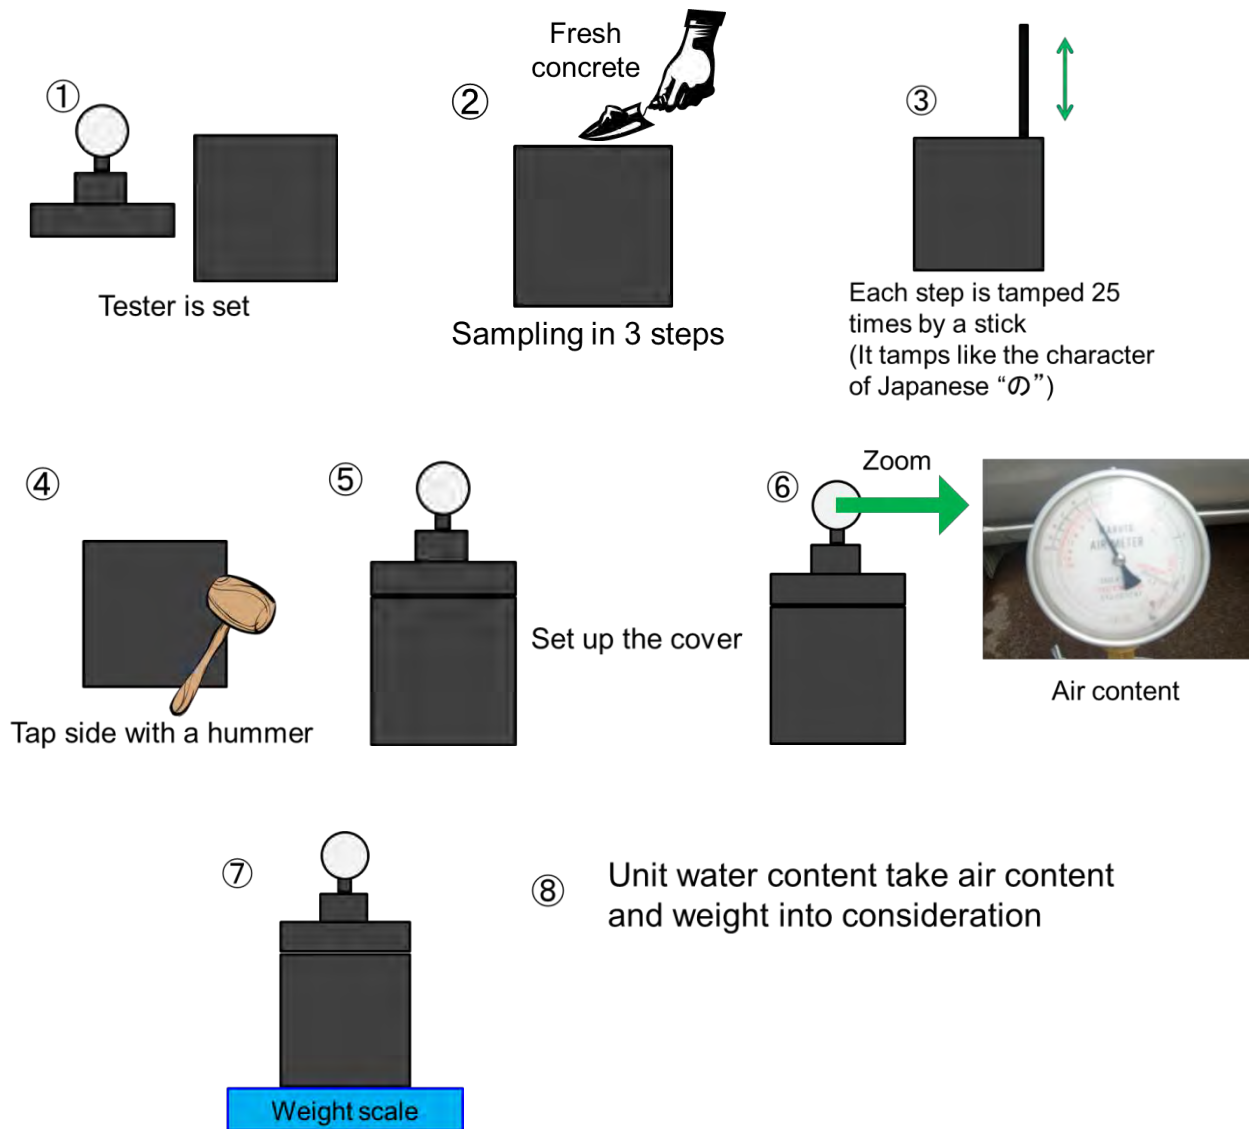 ①
Tester is set
②
Fresh
concrete
Sampling in 3 steps
③
Each step is tamped 25
times by a stick
(It tamps like the character
of Japanese “の”)
④
Tap side with a hummer
⑤
Set up the cover
⑥
Zoom
AIR METER
Air content
⑦
Weight scale
⑧
Unit water content take air content
and weight into consideration